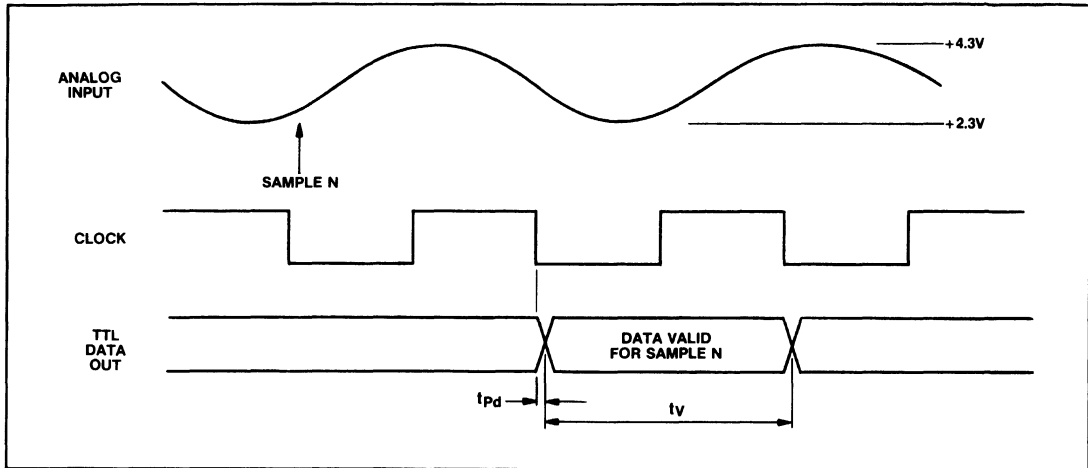 +4.3V
ANALOG
INPUT
+2.3V
SAMPLE N
CLOCK
TTL
DATA
OUT
DATA VALID
FOR SAMPLE N
tPd
tV